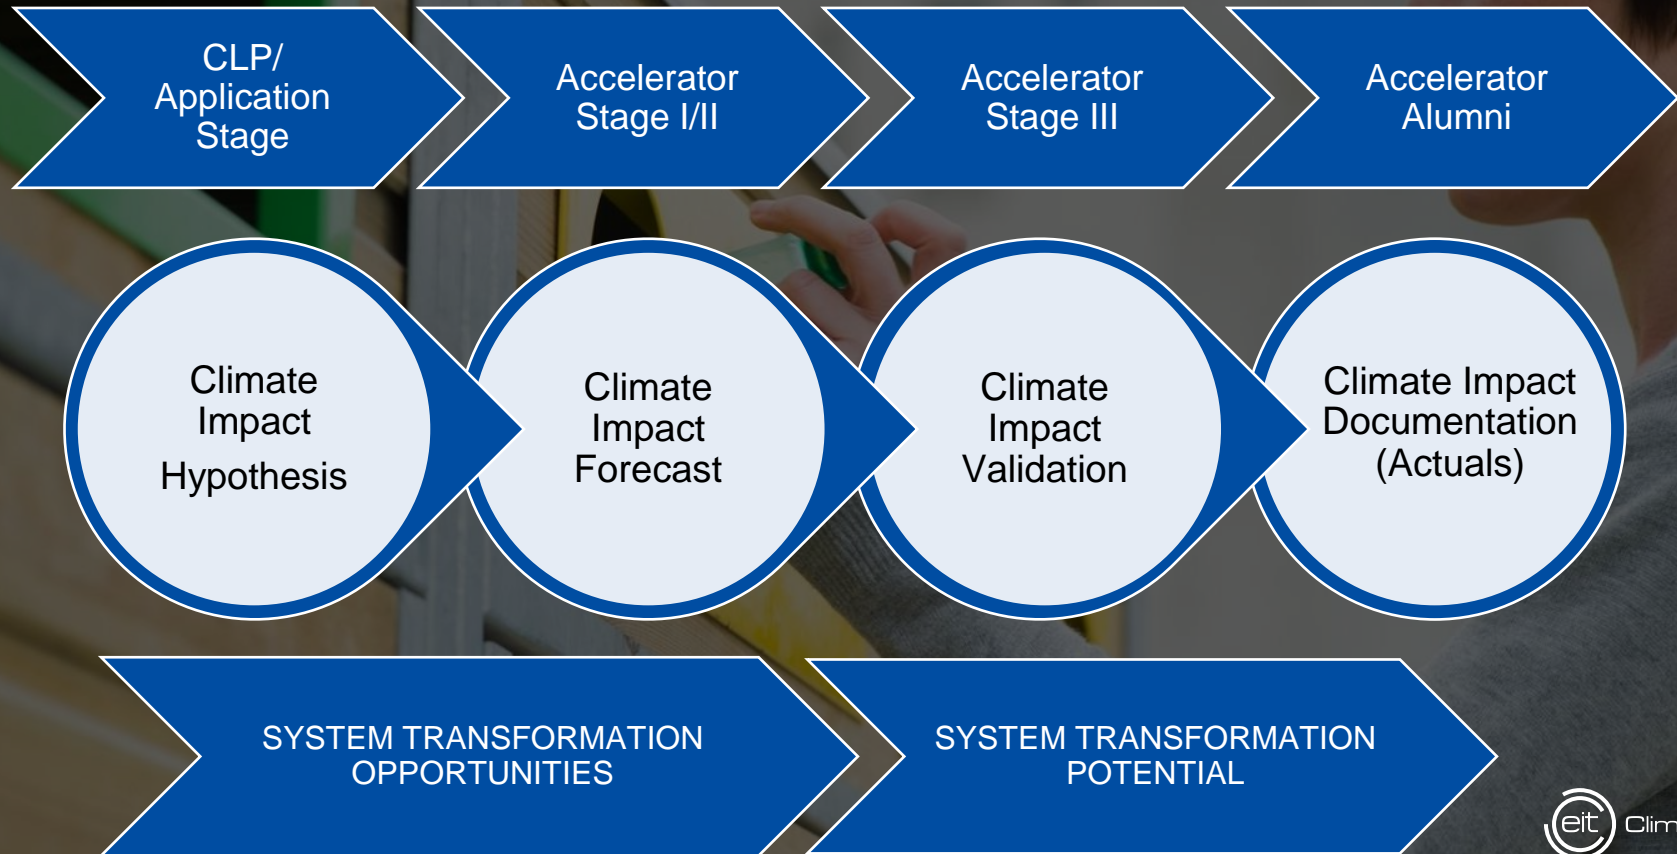 CLP/
Application
Stage
Accelerator
Stage I/II
Accelerator
Stage III
Accelerator
Alumni
Climate
Impact
Hypothesis
Climate
Impact
Forecast
Climate
Impact
Validation
Climate Impact
Documentation
(Actuals)
SYSTEM TRANSFORMATION
OPPORTUNITIES
SYSTEM TRANSFORMATION
POTENTIAL
eit Clim